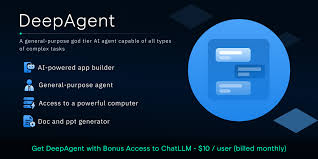 DeepAgent
A general-purpose god tier AI agent capable of all types
of complex tasks
AI-powered app builder
General-purpose agent
Access to a powerful computer
Doc and ppt generator
Get DeepAgent with Bonus Access to ChatLLM - $10 / user (billed monthly)